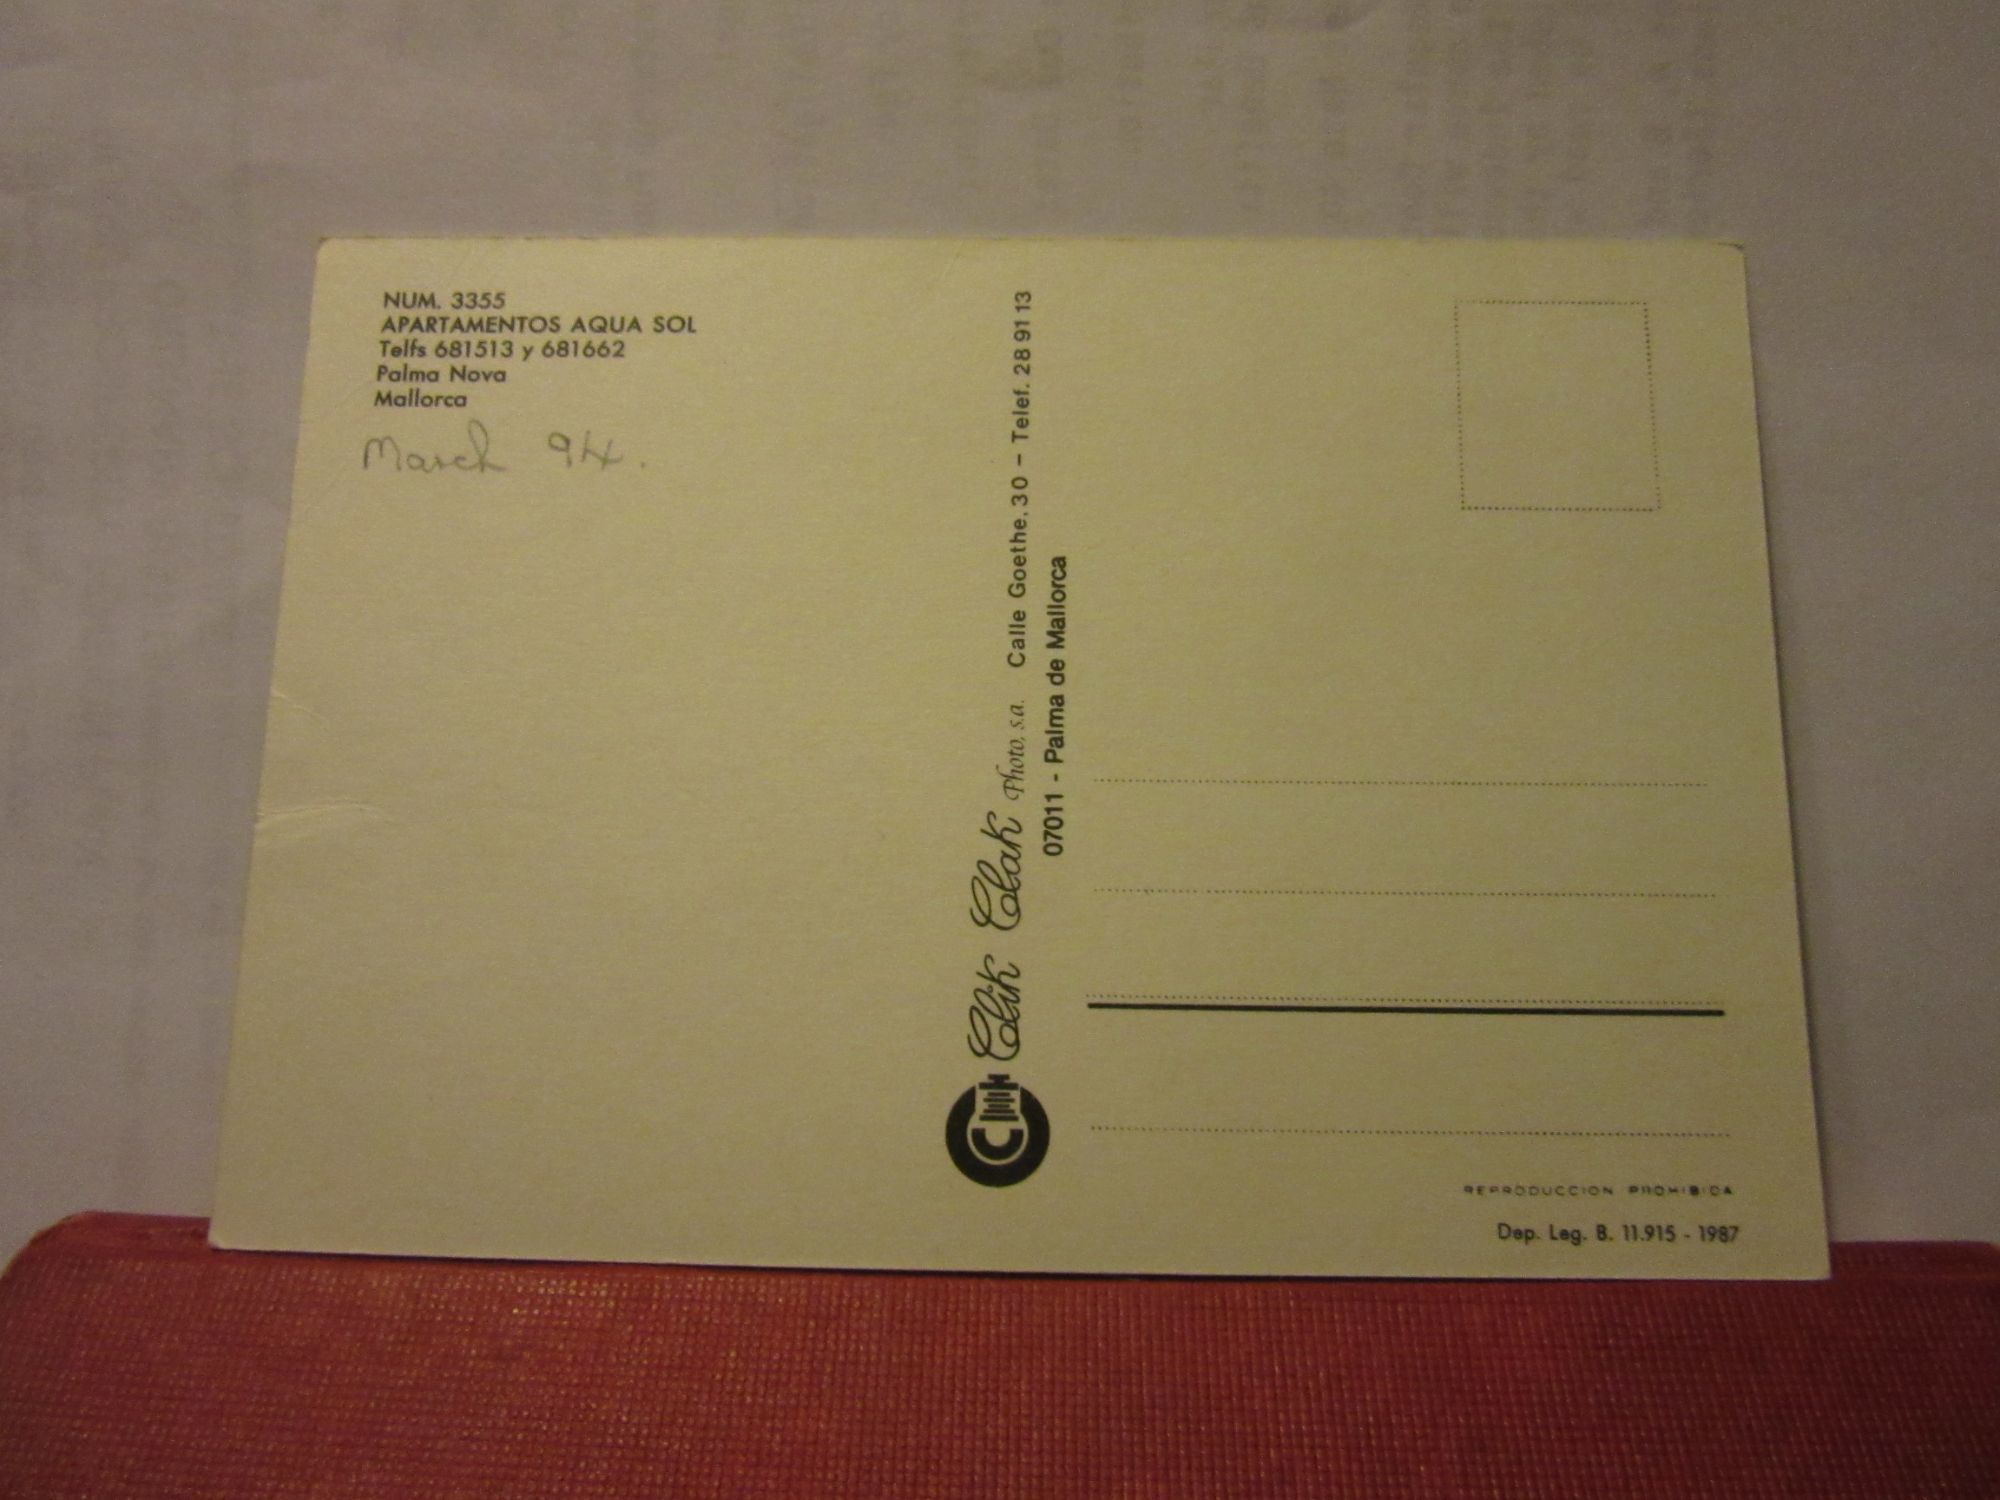 NUM. 3355
APARTAMENTOS AQUA SOL
Telfs 681513 y 681662
Palma Nova
Mallorca
March 94.
Clik Clak Photo, s.a. Calle Goethe, 30 – Telef. 28 91 13
07011 - Palma de Mallorca
REPRODUCCION PROHIBIDA
Dep. Leg. B. 11.915 - 1987